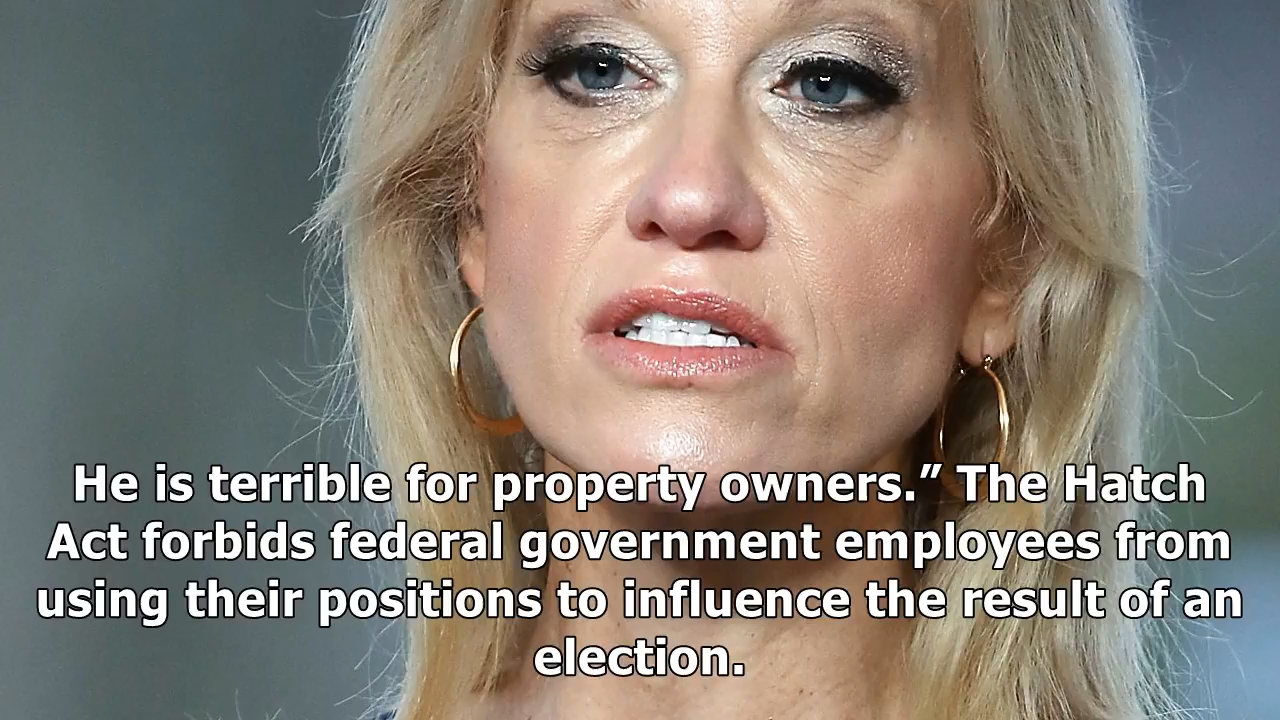 He is terrible for property owners.” The Hatch
Act forbids federal government employees from
using their positions to influence the result of an
election.